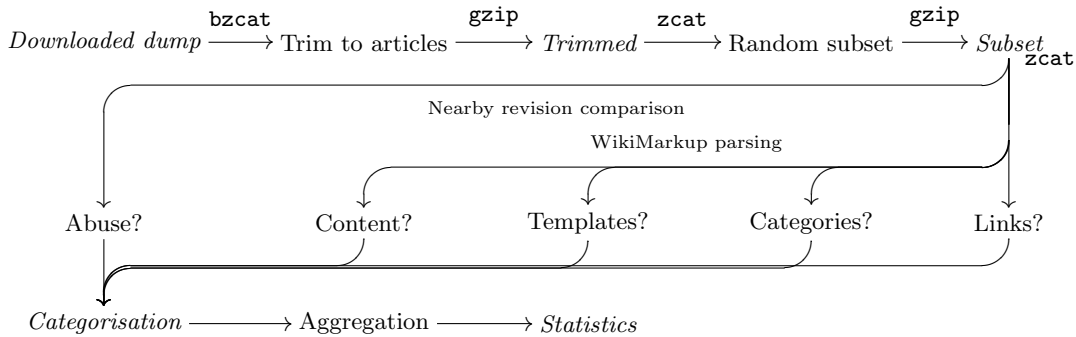 bzcat gzip zcat gzip
Downloaded dump Trim to articles Trimmed Random subset Subset
zcat
Nearby revision comparison
WikiMarkup parsing
Abuse? Content? Templates? Categories? Links?
Categorisation Aggregation Statistics